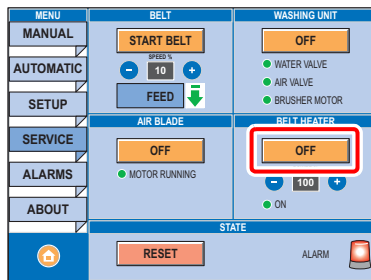 MENU
MANUAL
AUTOMATIC
SETUP
SERVICE
ALARMS
ABOUT
BELT
START BELT
SPEED %
10
FEED
WASHING UNIT
OFF
WATER VALVE
AIR VALVE
BRUSHER MOTOR
AIR BLADE
OFF
MOTOR RUNNING
BELT HEATER
OFF
100
ON
STATE
RESET
ALARM